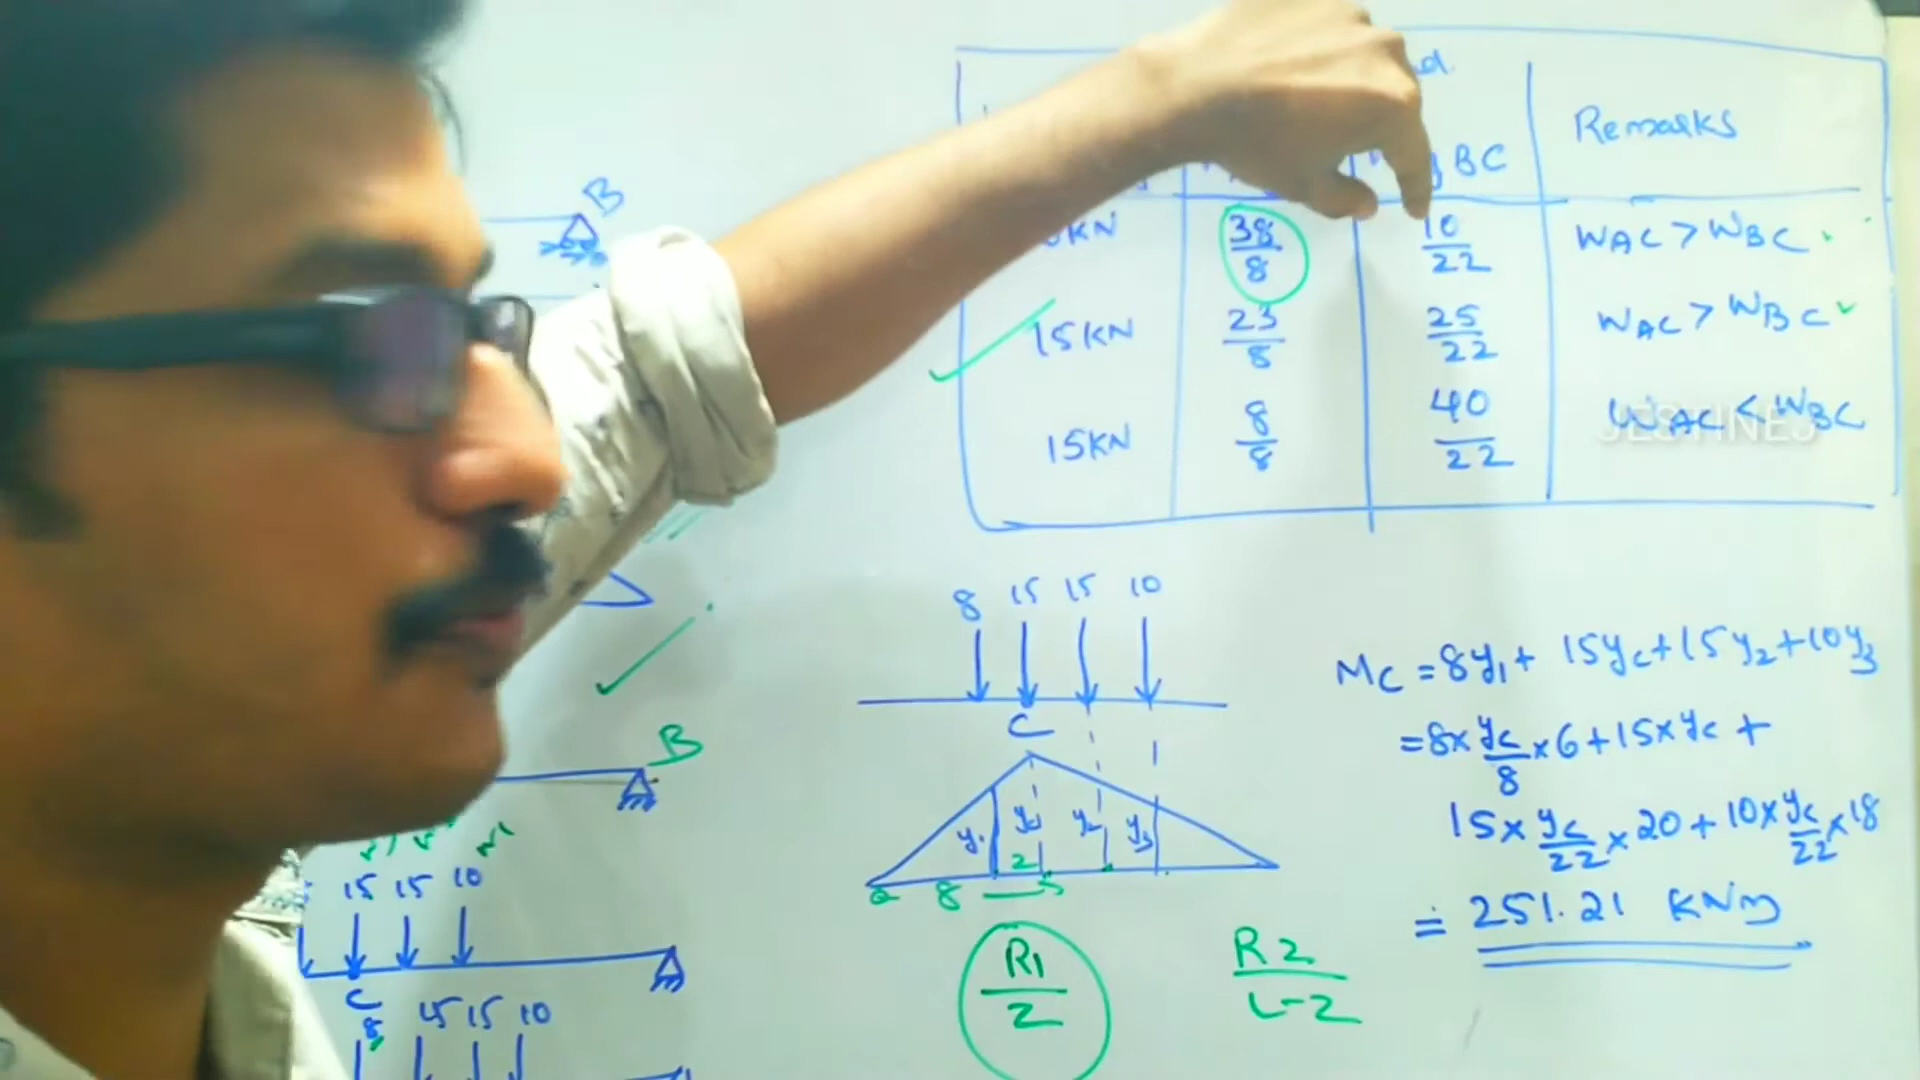 B
BC
Remarks
KN
38/8
10/22
WAC > WBC
15KN
23/8
25/22
WAC > WBC
15KN
8/8
40/22
WAC < WBC
JESTINEJ
8 15 15 10
C
y1 yc y2 y3
2
8
R1/z
R2/L-z
MC = 8y1 + 15yc + 15y2 + 10y3
= 8 x yc/8 x 6 + 15 x yc +
15 x yc/22 x 20 + 10 x yc/22 x 18
= 251.21 KNm
B
15 15 10
C
8 15 15 10